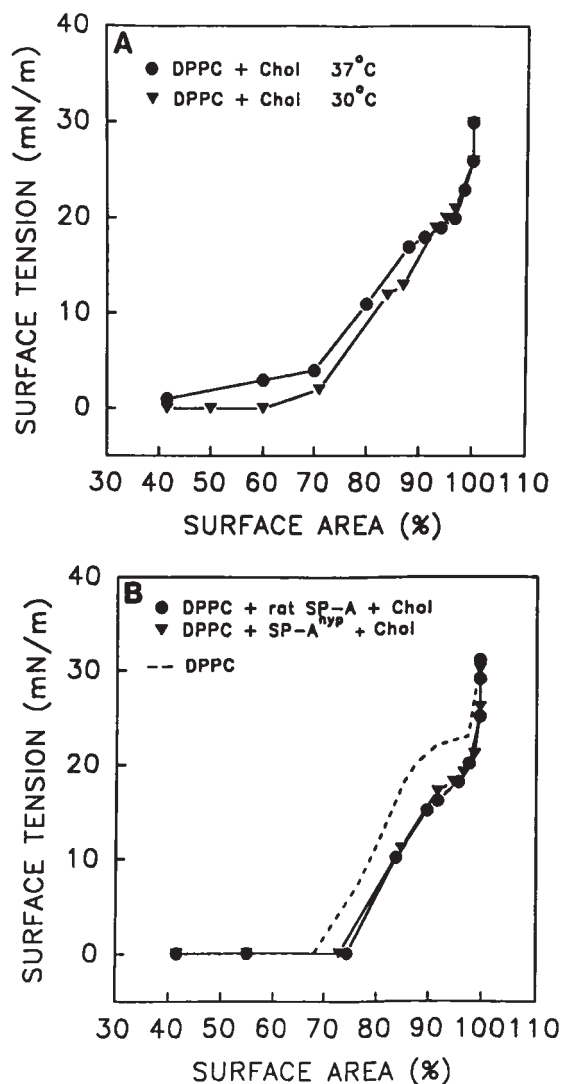 A
● DPPC + Chol 37°C
▼ DPPC + Chol 30°C
SURFACE TENSION (mN/m)
40
30
20
10
0
30 40 50 60 70 80 90 100 110
SURFACE AREA (%)
B
● DPPC + rat SP-A + Chol
▼ DPPC + SP-A^hyp + Chol
-- DPPC
SURFACE TENSION (mN/m)
40
30
20
10
0
30 40 50 60 70 80 90 100 110
SURFACE AREA (%)